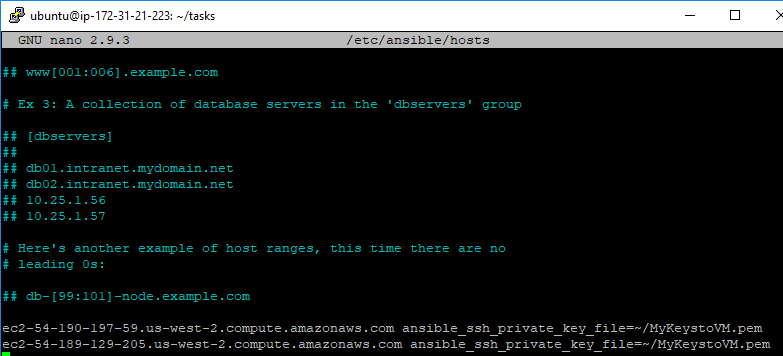 ubuntu@ip-172-31-21-223: ~/tasks
GNU nano 2.9.3 /etc/ansible/hosts
## www[001:006].example.com
# Ex 3: A collection of database servers in the 'dbservers' group
## [dbservers]
##
## db01.intranet.mydomain.net
## db02.intranet.mydomain.net
## 10.25.1.56
## 10.25.1.57
# Here's another example of host ranges, this time there are no
# leading 0s:
## db-[99:101]-node.example.com
ec2-54-190-197-59.us-west-2.compute.amazonaws.com ansible_ssh_private_key_file=~/MyKeystoVM.pem
ec2-54-189-129-205.us-west-2.compute.amazonaws.com ansible_ssh_private_key_file=~/MyKeystoVM.pem